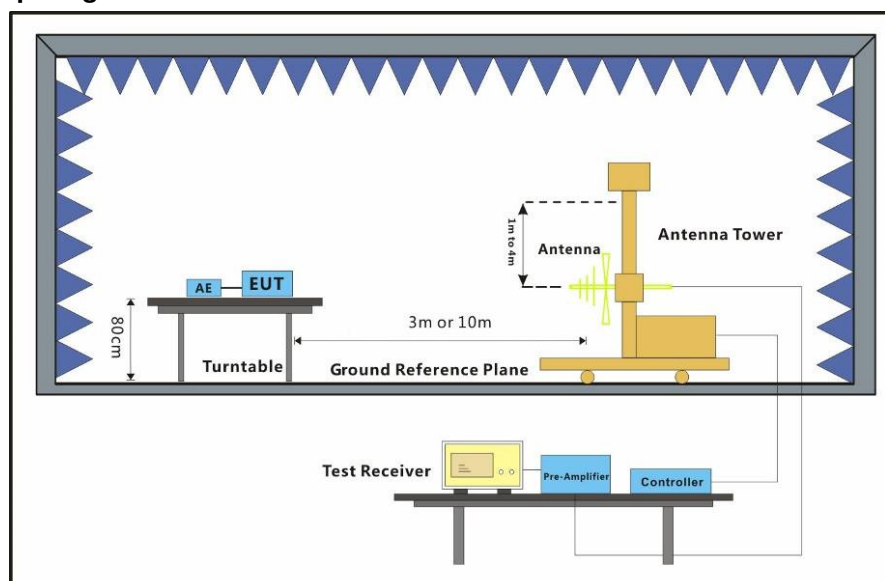 1m to 4m
Antenna
Antenna Tower
AE
EUT
80cm
3m or 10m
Turntable
Ground Reference Plane
Test Receiver
Pre-Amplifier
Controller